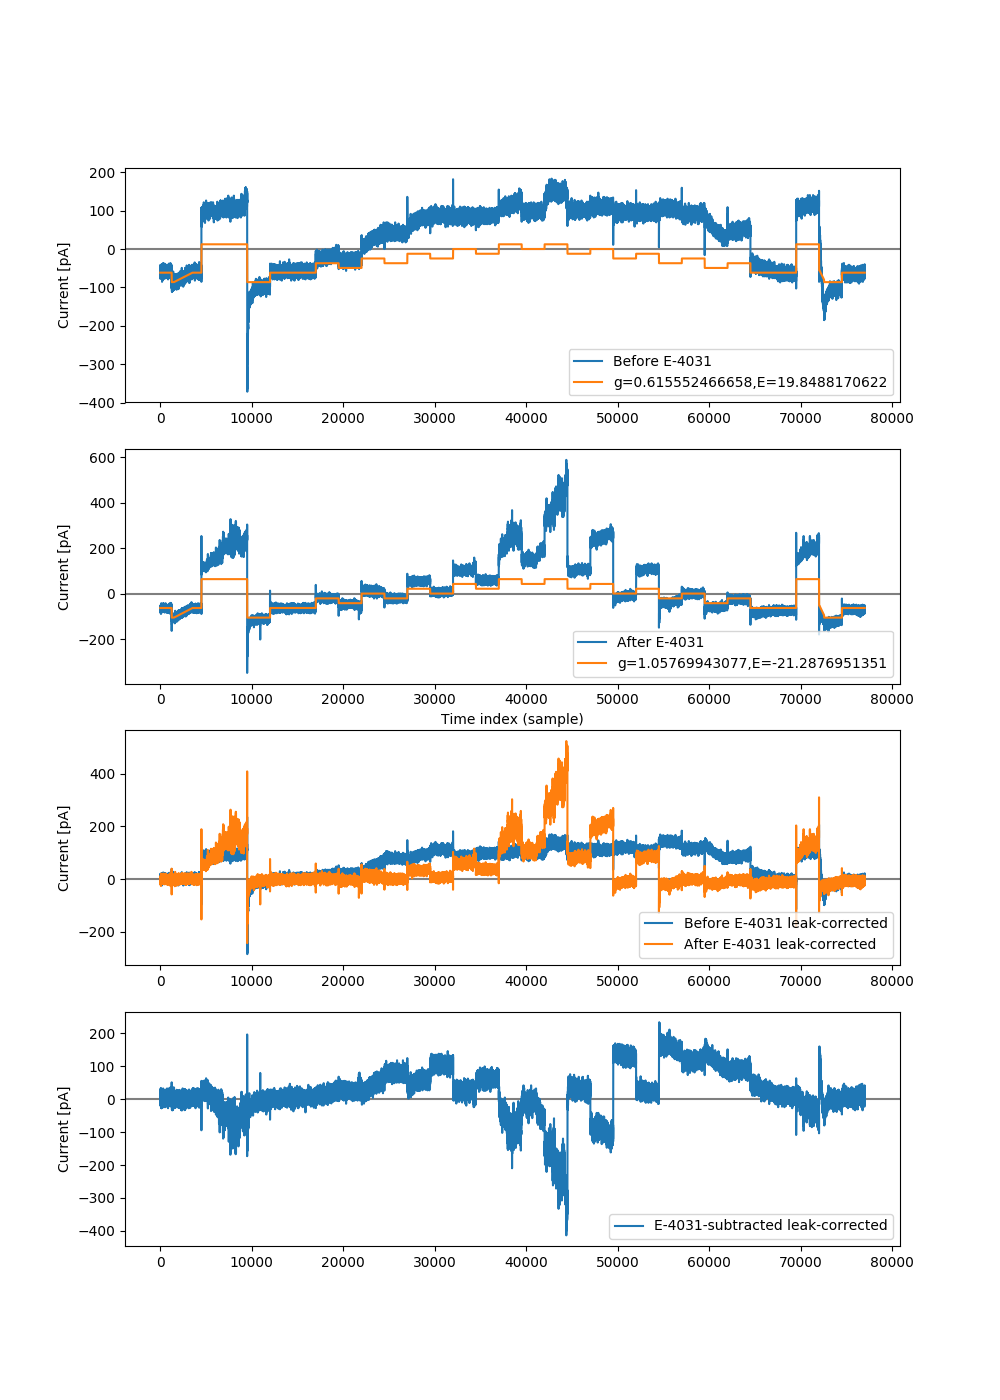 200
100
0
−100
−200
−300
−400
Current [pA]
Before E-4031
g=0.615552466658,E=19.8488170622
0 10000 20000 30000 40000 50000 60000 70000 80000
600
400
200
0
−200
Current [pA]
After E-4031
g=1.05769943077,E=-21.2876951351
0 10000 20000 30000 40000 50000 60000 70000 80000
Time index (sample)
400
200
0
−200
Current [pA]
Before E-4031 leak-corrected
After E-4031 leak-corrected
0 10000 20000 30000 40000 50000 60000 70000 80000
200
100
0
−100
−200
−300
−400
Current [pA]
E-4031-subtracted leak-corrected
0 10000 20000 30000 40000 50000 60000 70000 80000